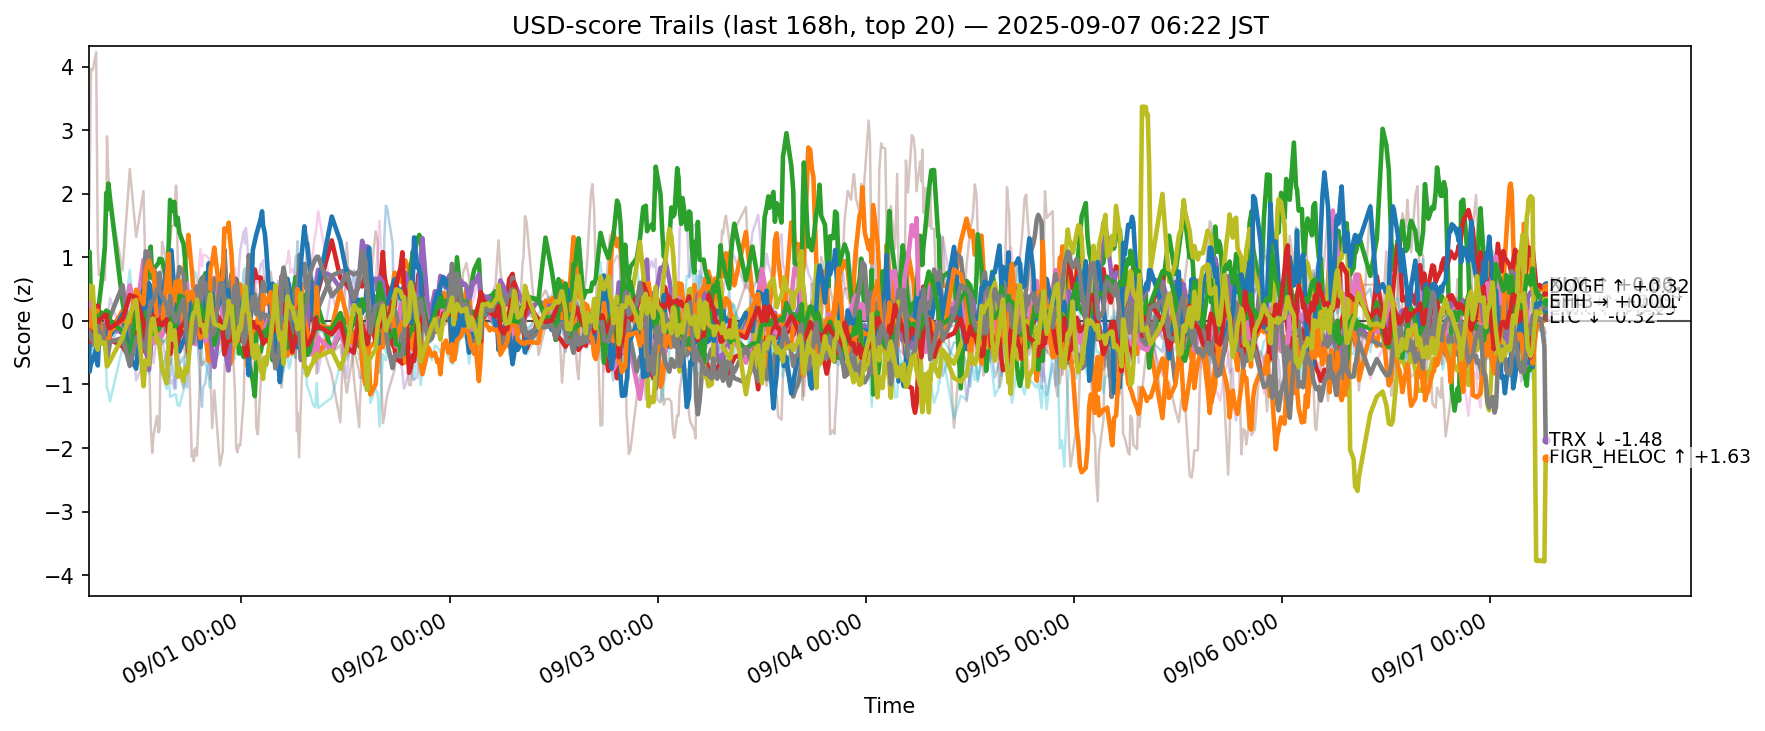 USD-score Trails (last 168h, top 20) — 2025-09-07 06:22 JST
Score (z)
4
3
2
1
0
−1
−2
−3
−4
DOGE ↑ +0.32
ETH → +0.00
LTC ↓ -0.32
TRX ↓ -1.48
FIGR_HELOC ↑ +1.63
09/01 00:00
09/02 00:00
09/03 00:00
09/04 00:00
09/05 00:00
09/06 00:00
09/07 00:00
Time